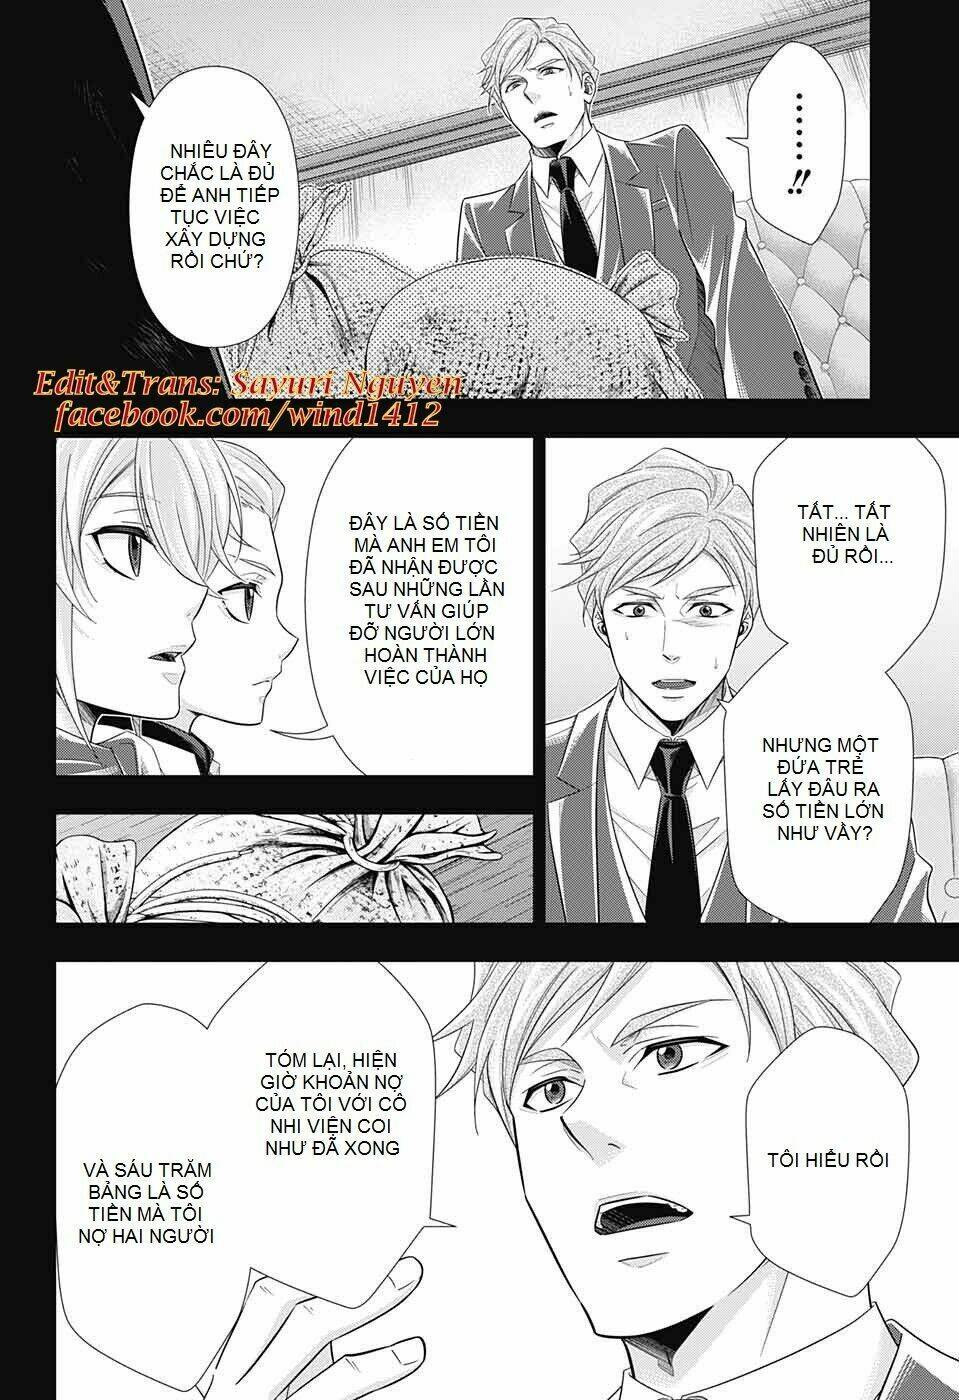 ......!!
NHIÊU ĐÂY
CHẮC LÀ ĐỦ
ĐỂ ANH TIẾP
TỤC VIỆC
XÂY DỰNG
RỒI CHỨ?
Edit&Trans: Sayuri Nguyen
facebook.com/wind1412
TẤT... TẤT
NHIÊN LÀ
ĐỦ RỒI...
NHƯNG MỘT
ĐỨA TRẺ
LẤY ĐÂU RA
SỐ TIỀN LỚN
NHƯ VẦY?
ĐÂY LÀ SỐ TIỀN
MÀ ANH EM TÔI
ĐÃ NHẬN ĐƯỢC
SAU NHỮNG LẦN
TƯ VẤN GIÚP
ĐỠ NGƯỜI LỚN
HOÀN THÀNH
VIỆC CỦA HỌ
TÔI HIỂU RỒI
TÓM LẠI, HIỆN
GIỜ KHOẢN NỢ
CỦA TÔI VỚI CÔ
NHI VIỆN COI
NHƯ ĐÃ XONG
VÀ SÁU TRĂM
BẢNG LÀ SỐ
TIỀN MÀ TÔI
NỢ HAI NGƯỜI